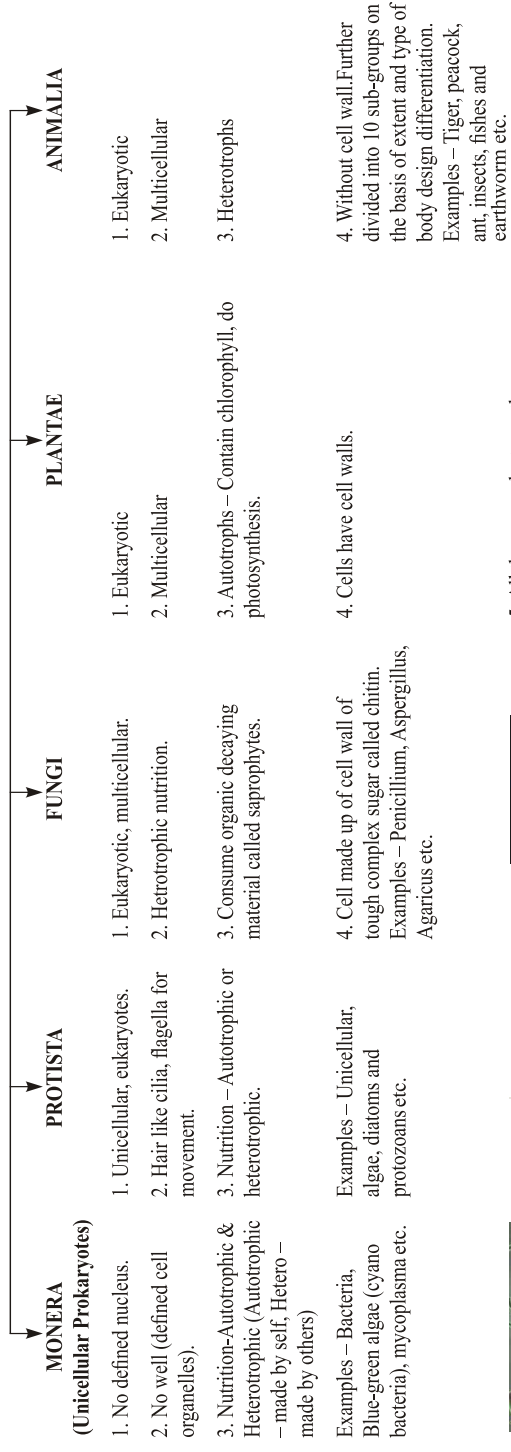 MONERA
(Unicellular Prokaryotes)
1. No defined nucleus.
2. No well (defined cell
organelles).
3. Nutrition-Autotrophic &
Heterotrophic (Autotrophic
– made by self, Hetero –
made by others)
Examples – Bacteria,
Blue-green algae (cyano
bacteria), mycoplasma etc.
PROTISTA
1. Unicellular, eukaryotes.
2. Hair like cilia, flagella for
movement.
3. Nutrition – Autotrophic or
heterotrophic.
Examples – Unicellular,
algae, diatoms and
protozoans etc.
FUNGI
1. Eukaryotic, multicellular.
2. Hetrotrophic nutrition.
3. Consume organic decaying
material called saprophytes.
4. Cell made up of cell wall of
tough complex sugar called chitin.
Examples – Penicillium, Aspergillus,
Agaricus etc.
PLANTAE
1. Eukaryotic
2. Multicellular
3. Autotrophs – Contain chlorophyll, do
photosynthesis.
4. Cells have cell walls.
ANIMALIA
1. Eukaryotic
2. Multicellular
3. Heterotrophs
4. Without cell wall.Further
divided into 10 sub-groups on
the basis of extent and type of
body design differentiation.
Examples – Tiger, peacock,
ant, insects, fishes and
earthworm etc.